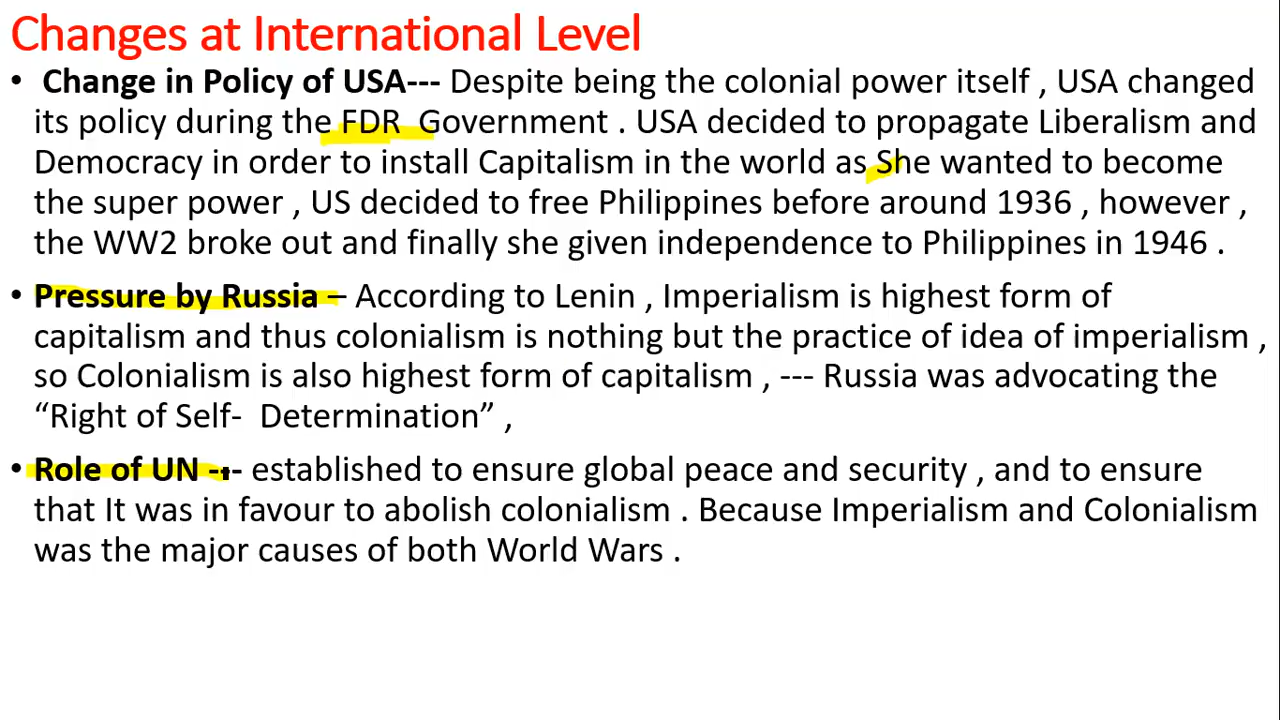 Changes at International Level
• Change in Policy of USA--- Despite being the colonial power itself , USA changed
its policy during the FDR Government . USA decided to propagate Liberalism and
Democracy in order to install Capitalism in the world as She wanted to become
the super power , US decided to free Philippines before around 1936 , however ,
the WW2 broke out and finally she given independence to Philippines in 1946 .
• Pressure by Russia – According to Lenin , Imperialism is highest form of
capitalism and thus colonialism is nothing but the practice of idea of imperialism ,
so Colonialism is also highest form of capitalism , --- Russia was advocating the
“Right of Self- Determination” ,
• Role of UN --- established to ensure global peace and security , and to ensure
that It was in favour to abolish colonialism . Because Imperialism and Colonialism
was the major causes of both World Wars .